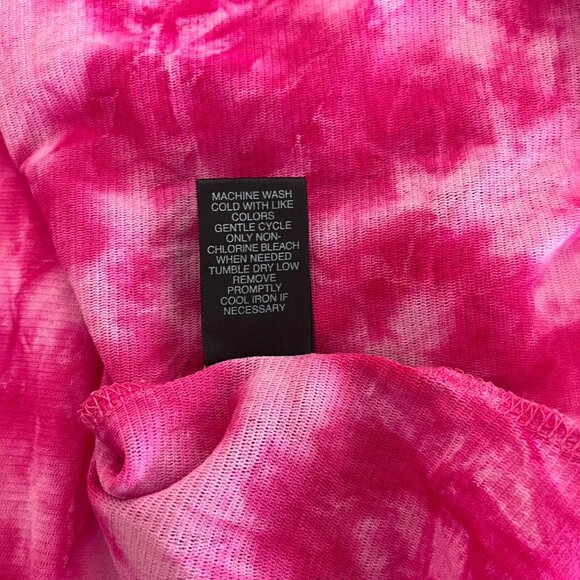 MACHINE WASH
COLD WITH LIKE
COLORS
GENTLE CYCLE
ONLY NON-
CHLORINE BLEACH
WHEN NEEDED
TUMBLE DRY LOW
REMOVE
PROMPTLY
COOL IRON IF
NECESSARY